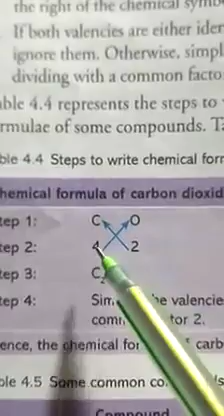 the right of the chemical symb
If both valencies are either iden
ignore them. Otherwise, simpl
dividing with a common facto
ble 4.4 represents the steps to
rmulae of some compounds. T
ble 4.4 Steps to write chemical for
hemical formula of carbon dioxid
tep 1: C O
tep 2: 4 2
tep 3: C
tep 4: Sim he valencie
com tor 2.
ence, the chemical fo carb
ble 4.5 Some common co
Compound